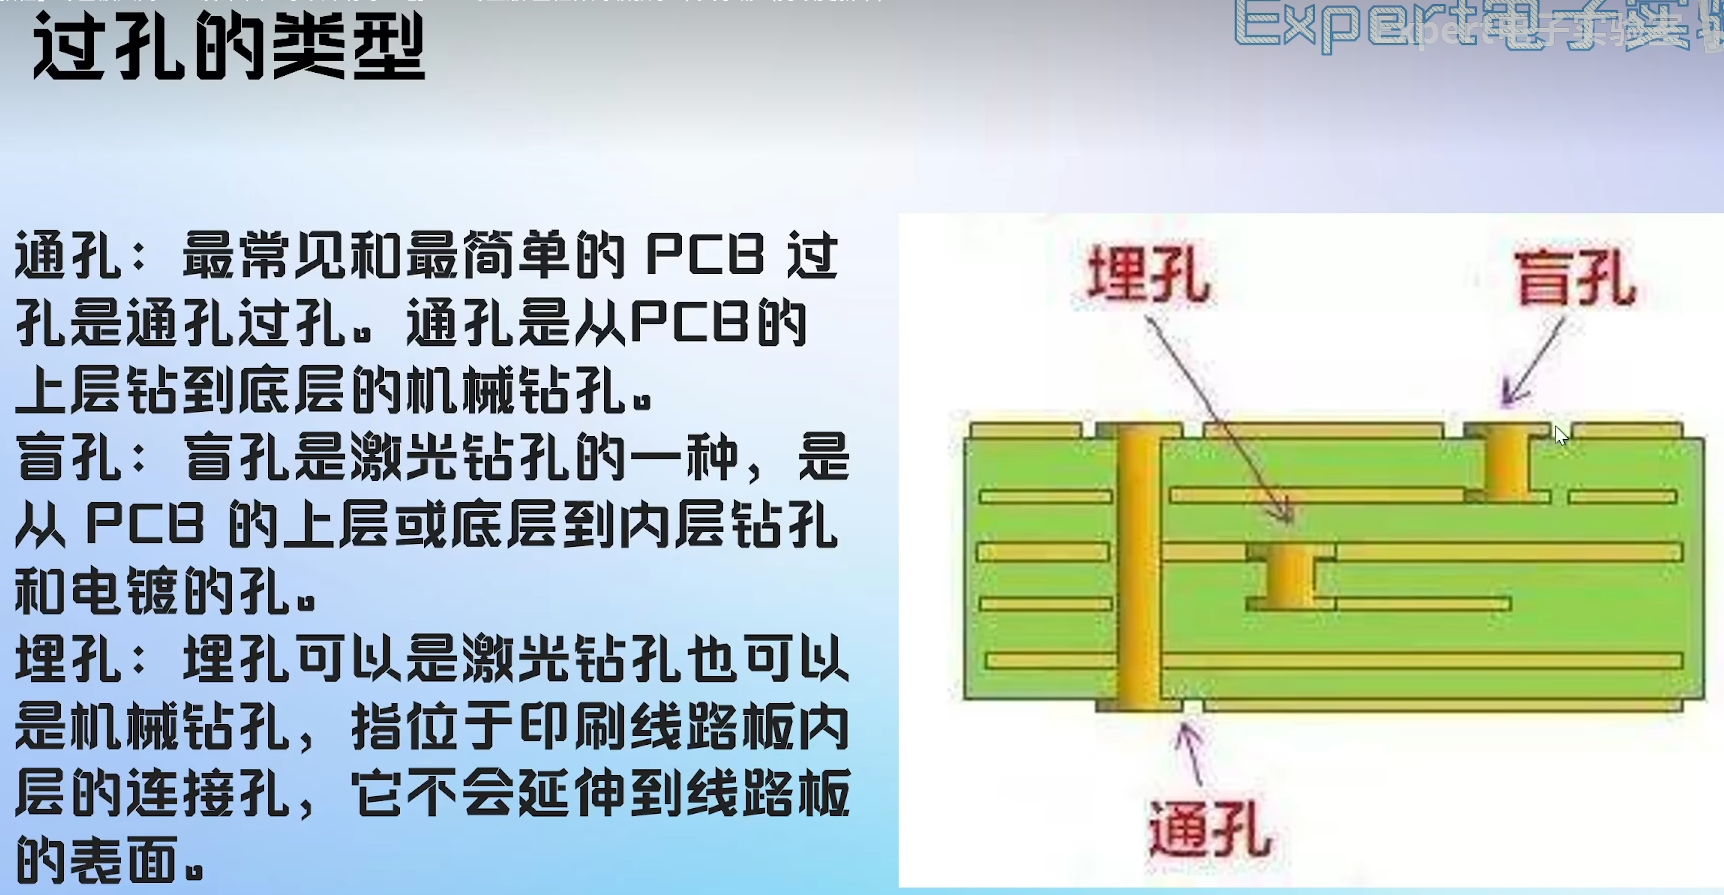 过孔的类型
Expert电子实验
通孔：最常见和最简单的 PCB 过
孔是通孔过孔。通孔是从PCB的
上层钻到底层的机械钻孔。
盲孔：盲孔是激光钻孔的一种，是
从 PCB 的上层或底层到内层钻孔
和电镀的孔。
埋孔：埋孔可以是激光钻孔也可以
是机械钻孔，指位于印刷线路板内
层的连接孔，它不会延伸到线路板
的表面。
埋孔
盲孔
通孔